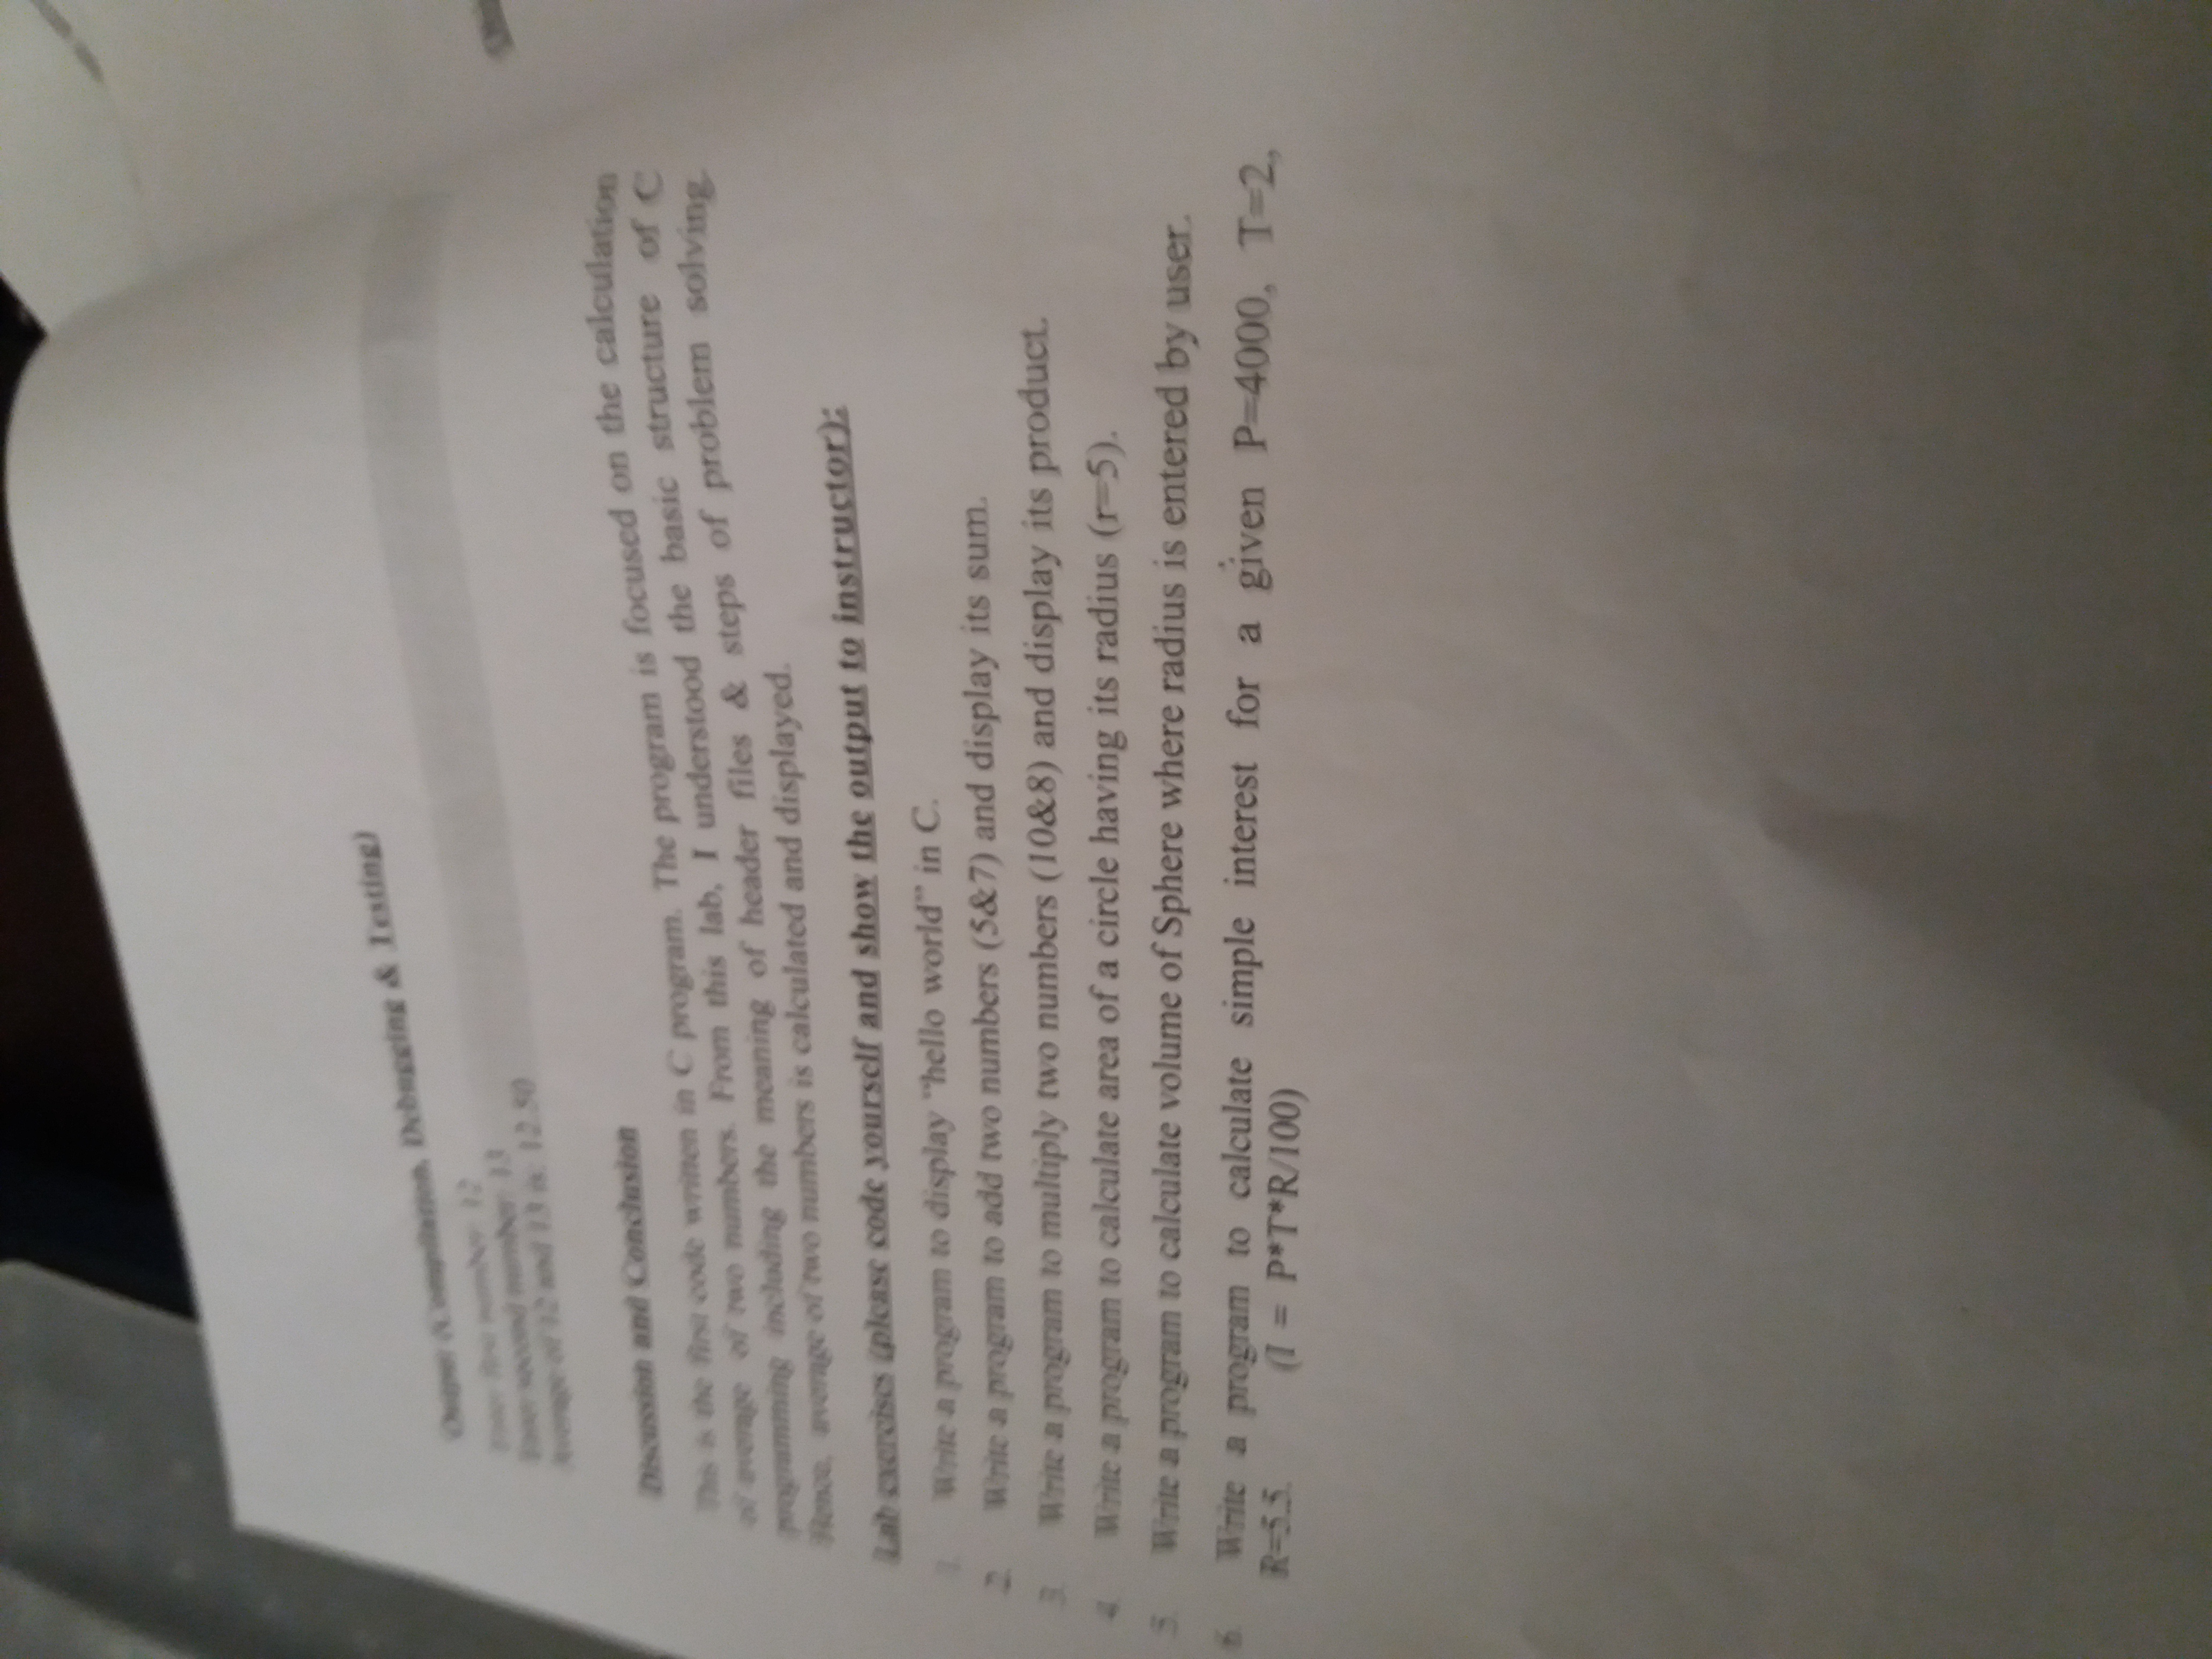 Output (Compilation, Debugging & Testing)
Enter first number: 12
Enter second number: 13
Average of 12 and 13 is: 12.50
Discussion and Conclusion
This is the first code written in C program. The program is focused on the calculation
of average of two numbers. From this lab, I understood the basic structure of C
programming including the meaning of header files & steps of problem solving.
Hence, average of two numbers is calculated and displayed.
Lab exercises (please code yourself and show the output to instructor):
1. Write a program to display "hello world" in C.
2. Write a program to add two numbers (5&7) and display its sum.
3. Write a program to multiply two numbers (10&8) and display its product.
4. Write a program to calculate area of a circle having its radius (r=5).
5. Write a program to calculate volume of Sphere where radius is entered by user.
6. Write a program to calculate simple interest for a given P=4000, T=2,
R=5.5. (I = P*T*R/100)